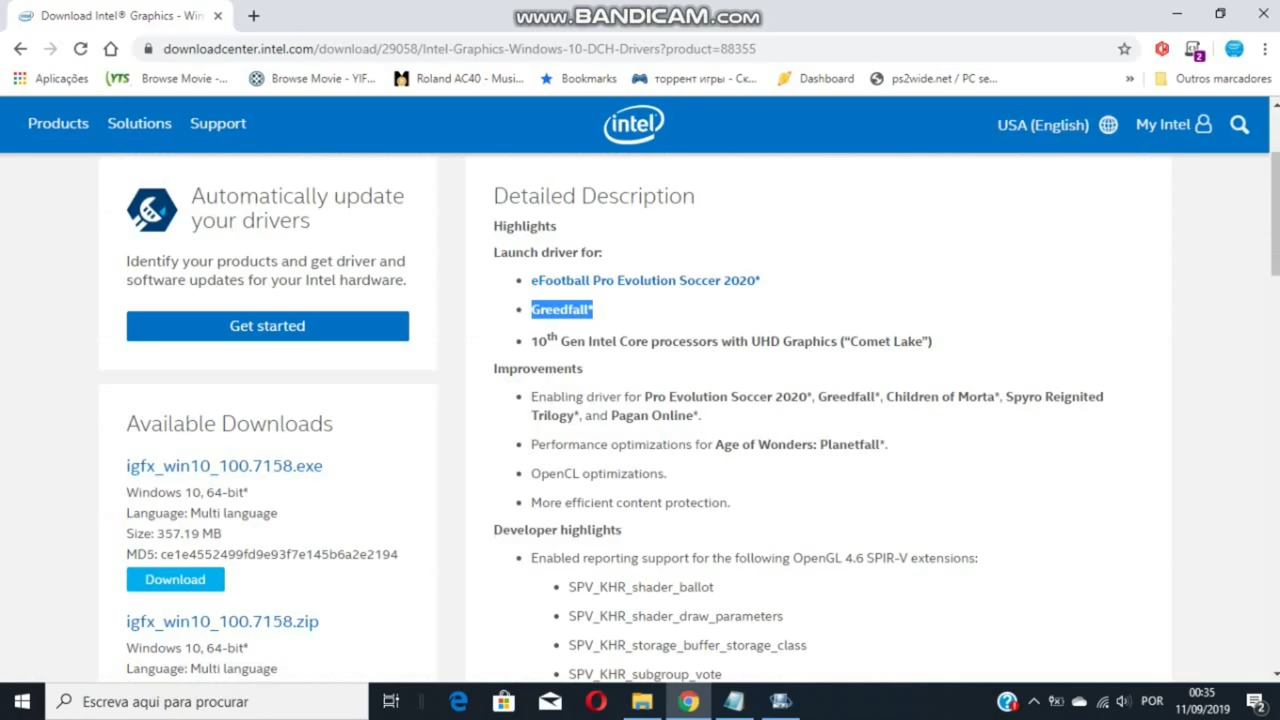 Download Intel® Graphics - Win
www.BANDICAM.com
downloadcenter.intel.com/download/29058/Intel-Graphics-Windows-10-DCH-Drivers?product=88355
Aplicações
YTS
Browse Movie -...
Browse Movie - YIF...
Roland AC40 - Musi...
Bookmarks
торрент игры - Ск...
Dashboard
ps2wide.net / PC se...
»
Outros marcadores
Products
Solutions
Support
intel
USA (English)
My Intel
Automatically update
your drivers
Identify your products and get driver and
software updates for your Intel hardware.
Get started
Available Downloads
igfx_win10_100.7158.exe
Windows 10, 64-bit*
Language: Multi language
Size: 357.19 MB
MD5: ce1e4552499fd9e93f7e145b6a2e2194
Download
igfx_win10_100.7158.zip
Windows 10, 64-bit*
Language: Multi language
Detailed Description
Highlights
Launch driver for:
• eFootball Pro Evolution Soccer 2020*
• Greedfall*
• 10th Gen Intel Core processors with UHD Graphics (“Comet Lake”)
Improvements
• Enabling driver for Pro Evolution Soccer 2020*, Greedfall*, Children of Morta*, Spyro Reignited
Trilogy*, and Pagan Online*.
• Performance optimizations for Age of Wonders: Planetfall*.
• OpenCL optimizations.
• More efficient content protection.
Developer highlights
• Enabled reporting support for the following OpenGL 4.6 SPIR-V extensions:
• SPV_KHR_shader_ballot
• SPV_KHR_shader_draw_parameters
• SPV_KHR_storage_buffer_storage_class
• SPV_KHR_subgroup_vote
Escreve aqui para procurar
POR
00:35
11/09/2019
2
2